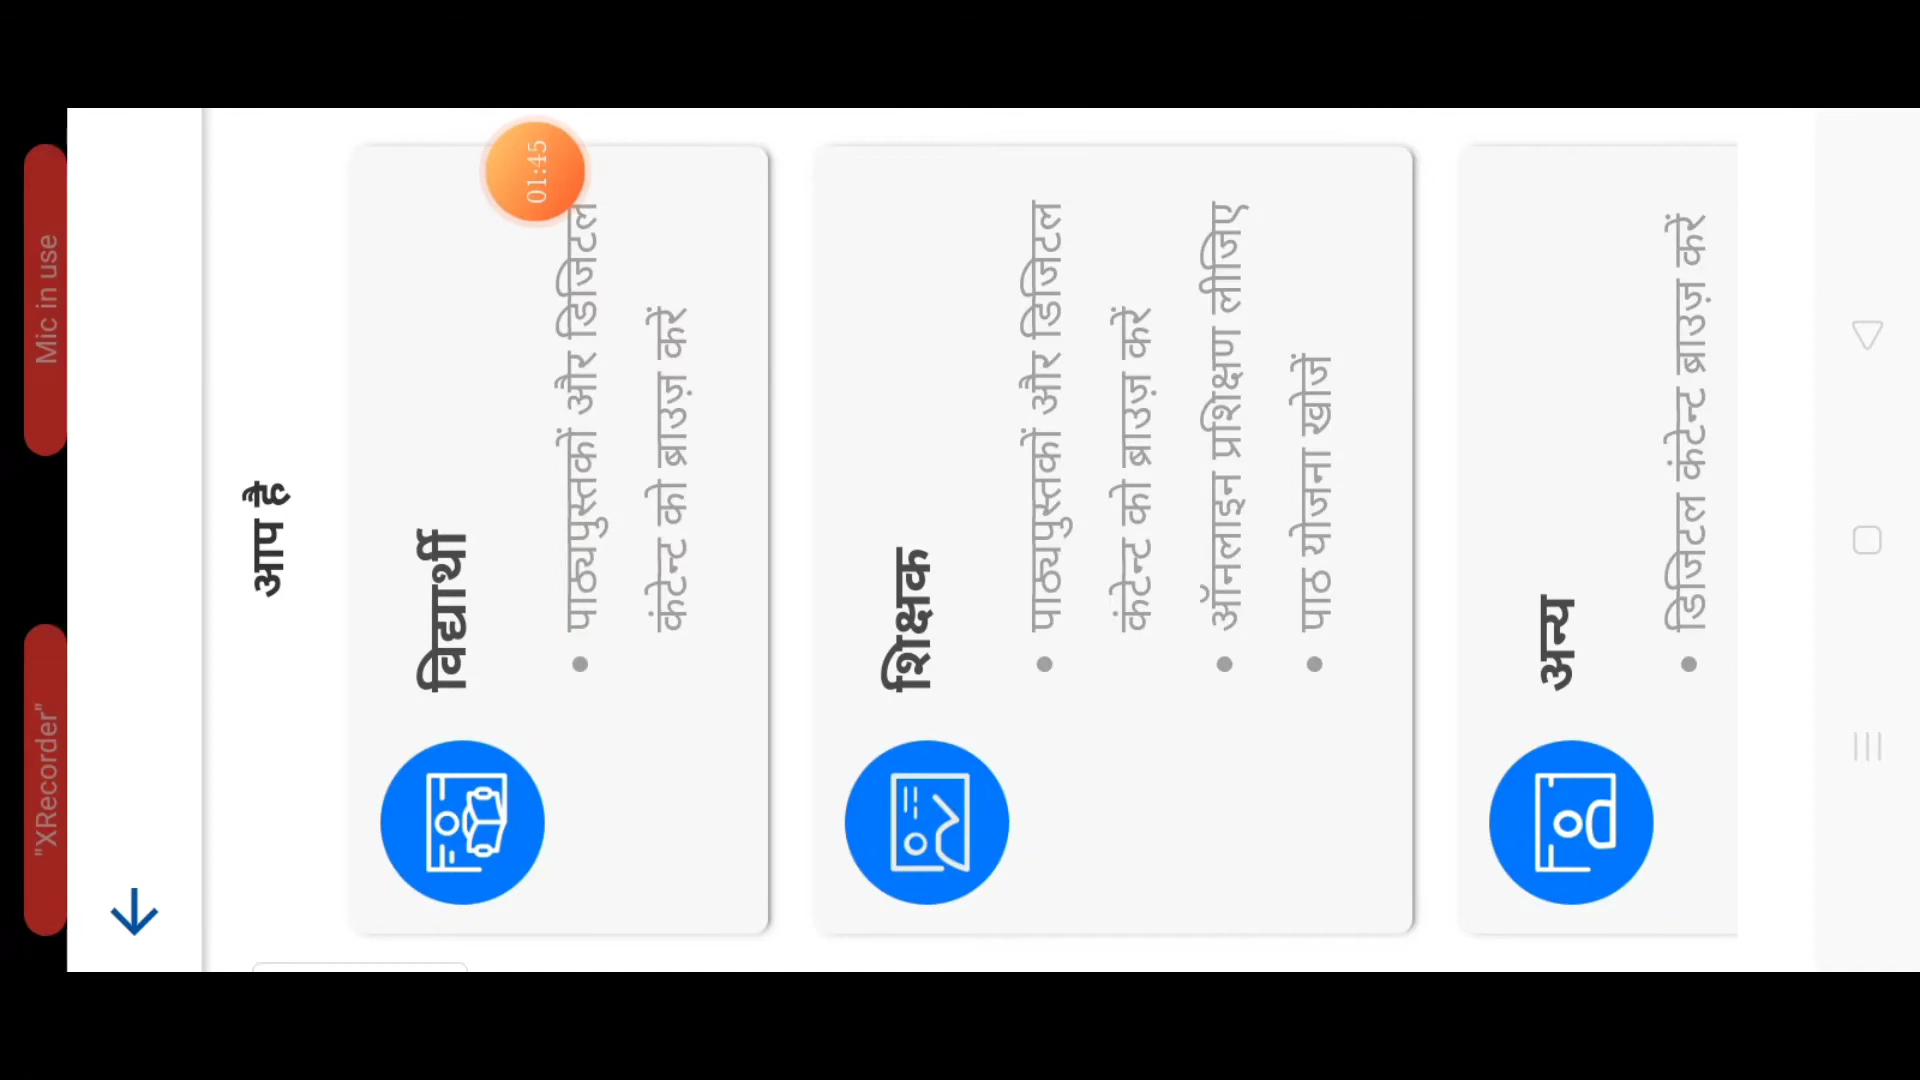 "XRecorder" Mic in use
आप है
01:45
विद्यार्थी
पाठ्यपुस्तकों और डिजिटल
कंटेन्ट को ब्राउज़ करें
शिक्षक
पाठ्यपुस्तकों और डिजिटल
कंटेन्ट को ब्राउज़ करें
ऑनलाइन प्रशिक्षण लीजिए
पाठ योजना खोजें
अन्य
डिजिटल कंटेन्ट ब्राउज़ करें